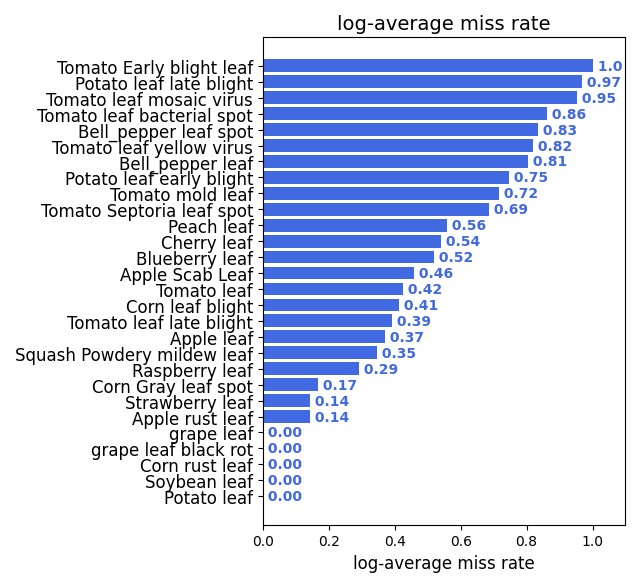 log-average miss rate
Tomato Early blight leaf 1.0
Potato leaf late blight 0.97
Tomato leaf mosaic virus 0.95
Tomato leaf bacterial spot 0.86
Bell_pepper leaf spot 0.83
Tomato leaf yellow virus 0.82
Bell_pepper leaf 0.81
Potato leaf early blight 0.75
Tomato mold leaf 0.72
Tomato Septoria leaf spot 0.69
Peach leaf 0.56
Cherry leaf 0.54
Blueberry leaf 0.52
Apple Scab Leaf 0.46
Tomato leaf 0.42
Corn leaf blight 0.41
Tomato leaf late blight 0.39
Apple leaf 0.37
Squash Powdery mildew leaf 0.35
Raspberry leaf 0.29
Corn Gray leaf spot 0.17
Strawberry leaf 0.14
Apple rust leaf 0.14
grape leaf 0.00
grape leaf black rot 0.00
Corn rust leaf 0.00
Soybean leaf 0.00
Potato leaf 0.00
0.0 0.2 0.4 0.6 0.8 1.0
log-average miss rate